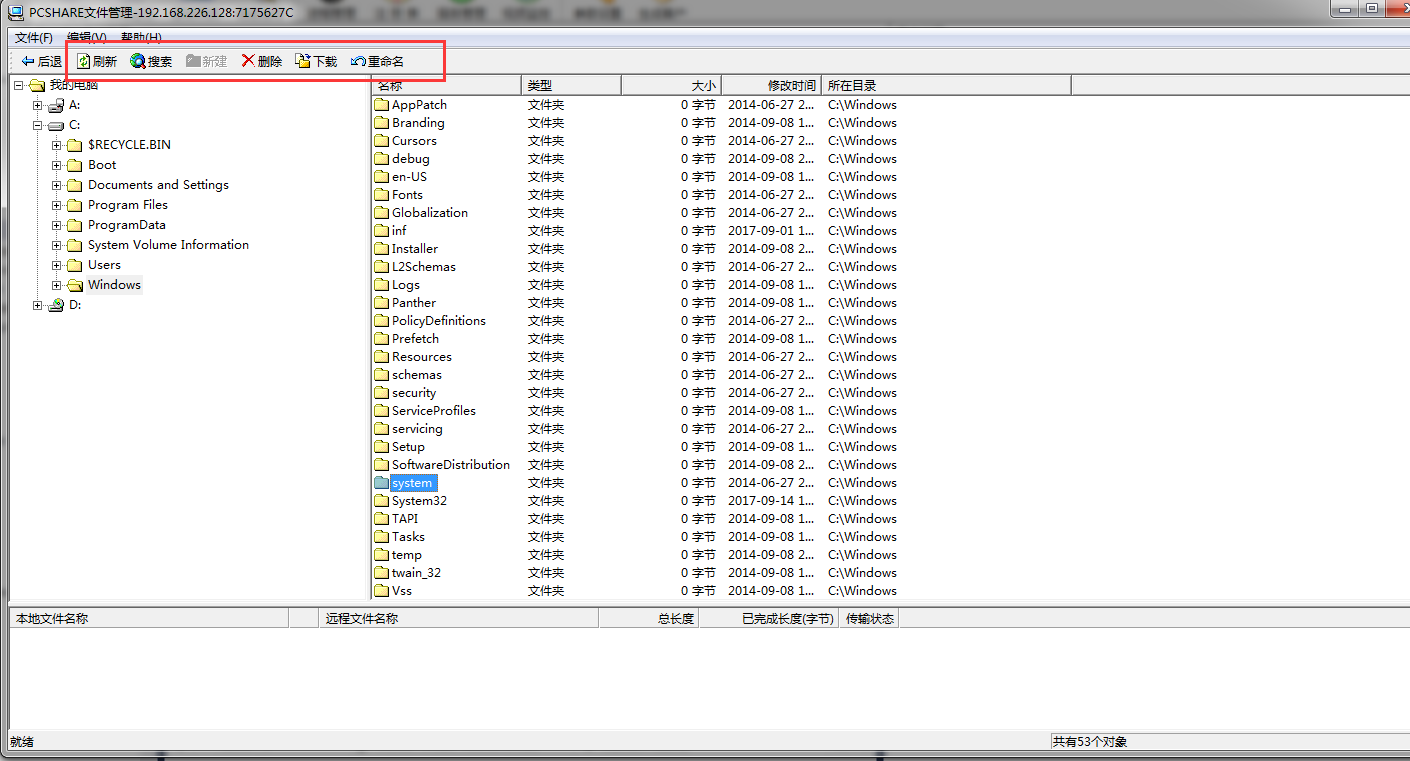 PCSHARE文件管理-192.168.226.128:7175627C
文件(F) 编辑(V) 帮助(H)
后退 刷新 搜索 新建 删除 下载 重命名
我的电脑
A:
C:
$RECYCLE.BIN
Boot
Documents and Settings
Program Files
ProgramData
System Volume Information
Users
Windows
D:
名称 类型 大小 修改时间 所在目录
AppPatch 文件夹 0 字节 2014-06-27 2... C:\Windows
Branding 文件夹 0 字节 2014-09-08 1... C:\Windows
Cursors 文件夹 0 字节 2014-06-27 2... C:\Windows
debug 文件夹 0 字节 2014-09-08 2... C:\Windows
en-US 文件夹 0 字节 2014-09-08 1... C:\Windows
Fonts 文件夹 0 字节 2014-06-27 2... C:\Windows
Globalization 文件夹 0 字节 2014-06-27 2... C:\Windows
inf 文件夹 0 字节 2017-09-01 1... C:\Windows
Installer 文件夹 0 字节 2014-09-08 2... C:\Windows
L2Schemas 文件夹 0 字节 2014-06-27 2... C:\Windows
Logs 文件夹 0 字节 2014-09-08 1... C:\Windows
Panther 文件夹 0 字节 2014-09-08 1... C:\Windows
PolicyDefinitions 文件夹 0 字节 2014-06-27 2... C:\Windows
Prefetch 文件夹 0 字节 2014-09-08 1... C:\Windows
Resources 文件夹 0 字节 2014-06-27 2... C:\Windows
schemas 文件夹 0 字节 2014-06-27 2... C:\Windows
security 文件夹 0 字节 2014-06-27 2... C:\Windows
ServiceProfiles 文件夹 0 字节 2014-09-08 1... C:\Windows
servicing 文件夹 0 字节 2014-06-27 2... C:\Windows
Setup 文件夹 0 字节 2014-09-08 1... C:\Windows
SoftwareDistribution 文件夹 0 字节 2014-09-08 2... C:\Windows
system 文件夹 0 字节 2014-06-27 2... C:\Windows
System32 文件夹 0 字节 2017-09-14 1... C:\Windows
TAPI 文件夹 0 字节 2014-09-08 1... C:\Windows
Tasks 文件夹 0 字节 2014-09-08 1... C:\Windows
temp 文件夹 0 字节 2014-09-08 2... C:\Windows
twain_32 文件夹 0 字节 2014-09-08 1... C:\Windows
Vss 文件夹 0 字节 2014-09-08 1... C:\Windows
本地文件名称 远程文件名称 总长度 已完成长度(字节) 传输状态
就绪 共有53个对象